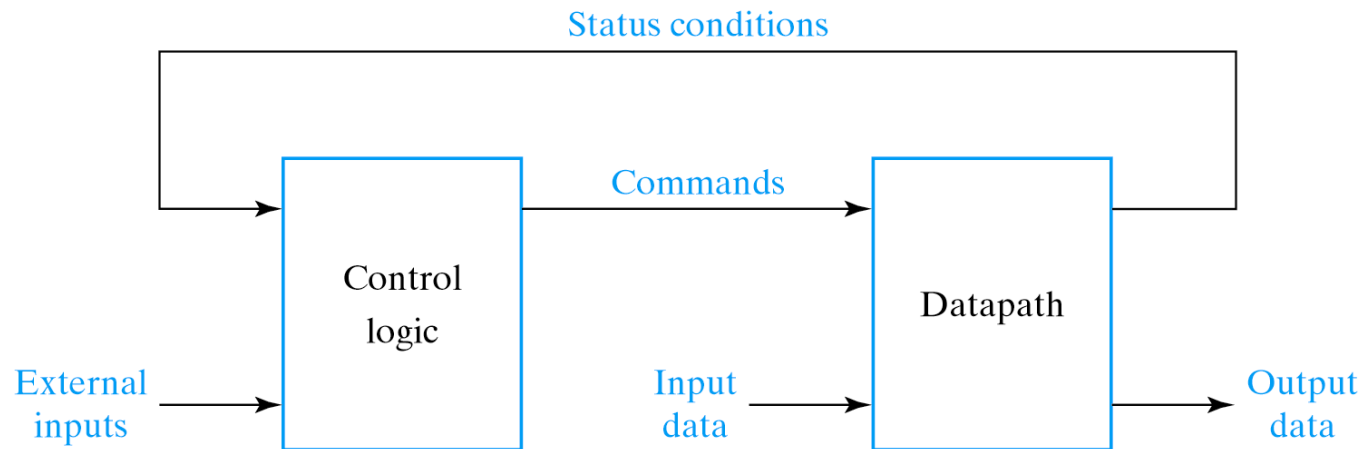 Status conditions
Commands
Control
logic
Datapath
External
inputs
Input
data
Output
data